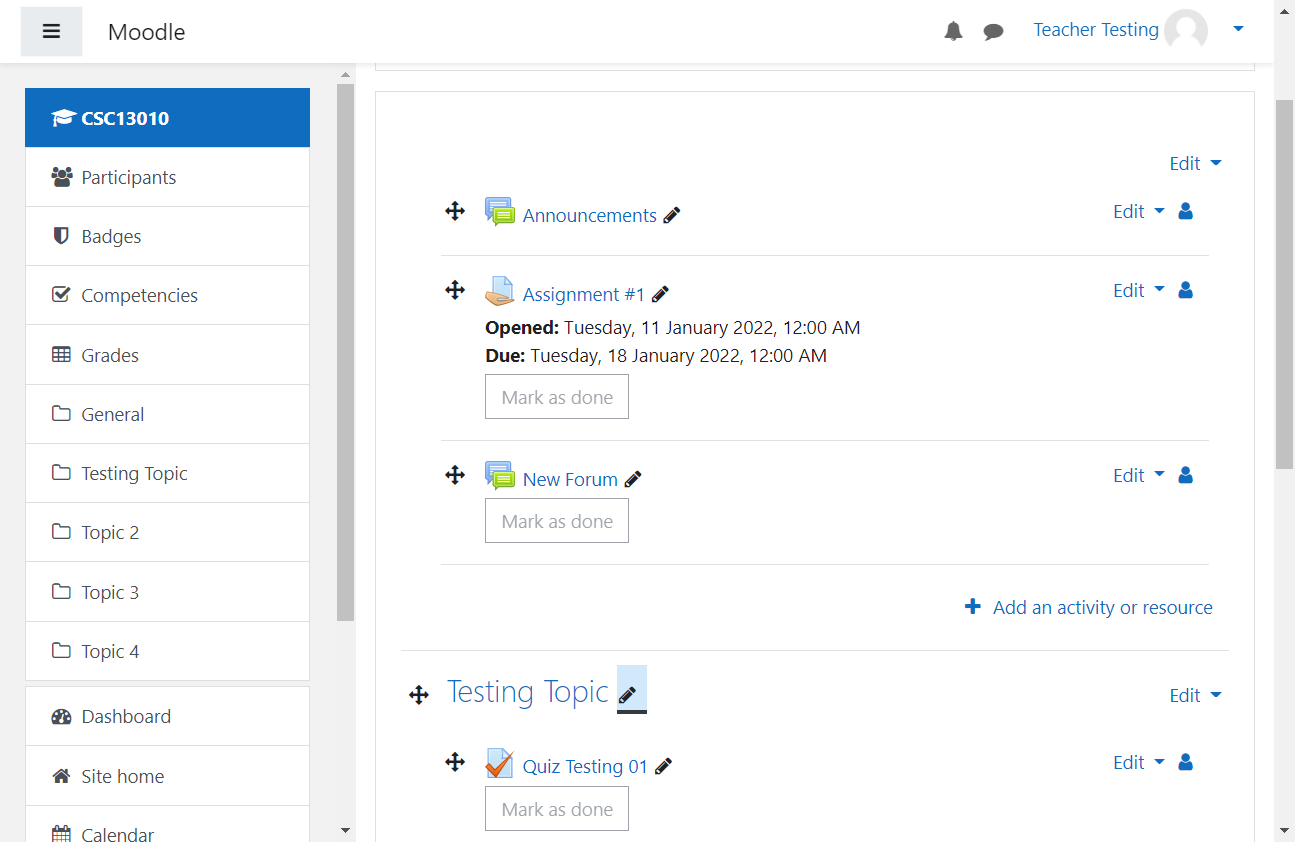 Moodle
Teacher Testing
CSC13010
Participants
Badges
Competencies
Grades
General
Testing Topic
Topic 2
Topic 3
Topic 4
Dashboard
Site home
Calendar
Edit
Announcements
Edit
Assignment #1
Edit
Opened: Tuesday, 11 January 2022, 12:00 AM
Due: Tuesday, 18 January 2022, 12:00 AM
Mark as done
New Forum
Edit
Mark as done
Add an activity or resource
Testing Topic
Edit
Quiz Testing 01
Edit
Mark as done